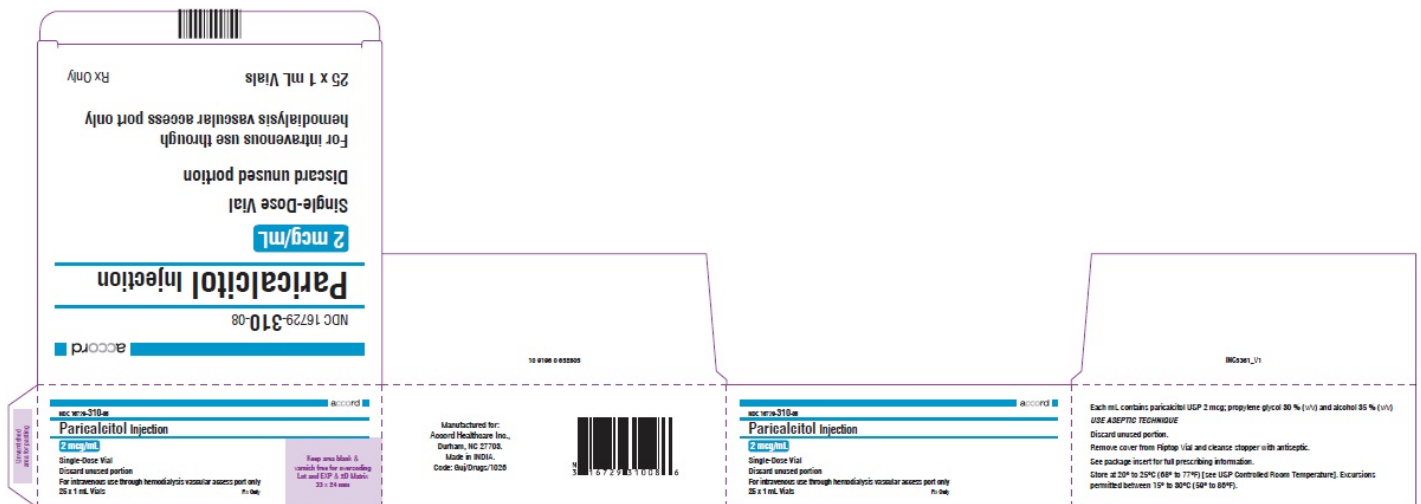 Rx Only
25 x 1 mL Vials
For intravenous use through
hemodialysis vascular access port only
Discard unused portion
Single-Dose Vial
2 mcg/mL
Paricalcitol Injection
NDC 16729-310-08
accord
Unvarnished
area for pasting
accord
NDC 16729-310-08
Paricalcitol Injection
2 mcg/mL
Single-Dose Vial
Discard unused portion
For intravenous use through hemodialysis vascular access port only
25 x 1 mL Vials
Rx Only
Keep area blank &
varnish free for overcoding
Lot and EXP & 2D Matrix
33 x 24 mm
Manufactured for:
Accord Healthcare Inc.,
Durham, NC 27703.
Made in INDIA.
Code: Guj/Drugs/1026
N
3 16729 31008 6
accord
NDC 16729-310-08
Paricalcitol Injection
2 mcg/mL
Single-Dose Vial
Discard unused portion
For intravenous use through hemodialysis vascular access port only
25 x 1 mL Vials
Rx Only
Each mL contains paricalcitol USP 2 mcg; propylene glycol 30 % (v/v) and alcohol 35 % (v/v)
USE ASEPTIC TECHNIQUE
Discard unused portion.
Remove cover from Fliptop Vial and cleanse stopper with antiseptic.
See package insert for full prescribing information.
Store at 20° to 25°C (68° to 77°F) [see USP Controlled Room Temperature]. Excursions
permitted between 15° to 30°C (59° to 86°F).